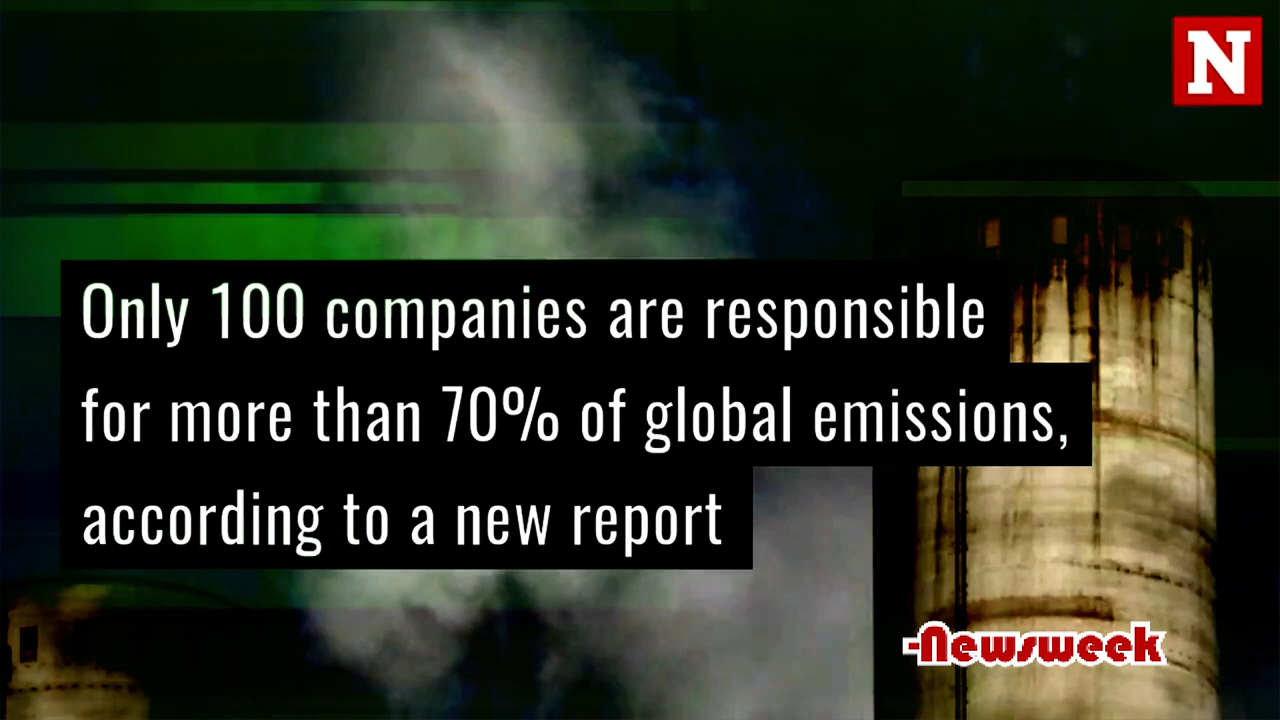 N
Only 100 companies are responsible
for more than 70% of global emissions,
according to a new report
-Newsweek